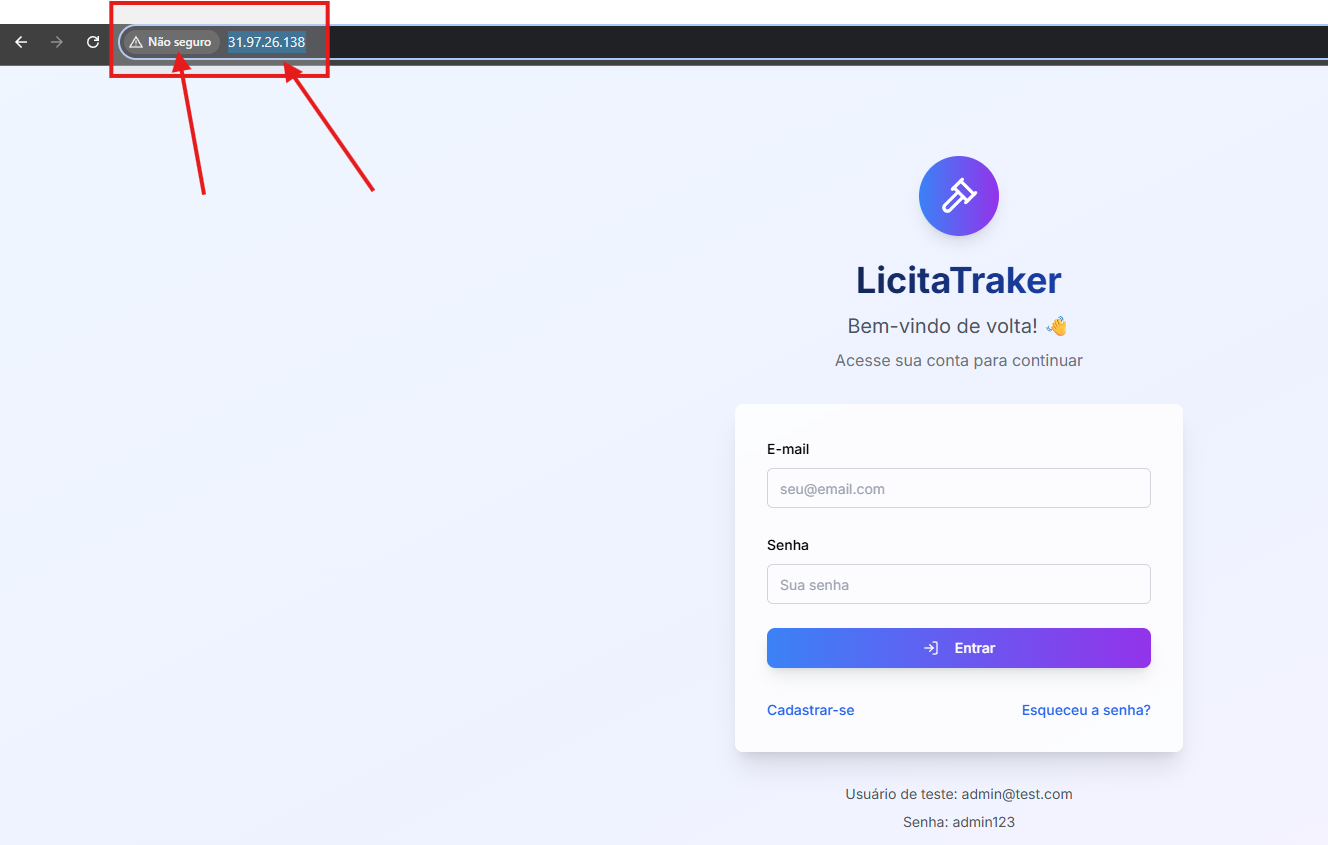 Não seguro 31.97.26.138
LicitaTraker
Bem-vindo de volta! 👋
Acesse sua conta para continuar
E-mail
seu@email.com
Senha
Sua senha
Entrar
Cadastrar-se Esqueceu a senha?
Usuário de teste: admin@test.com
Senha: admin123